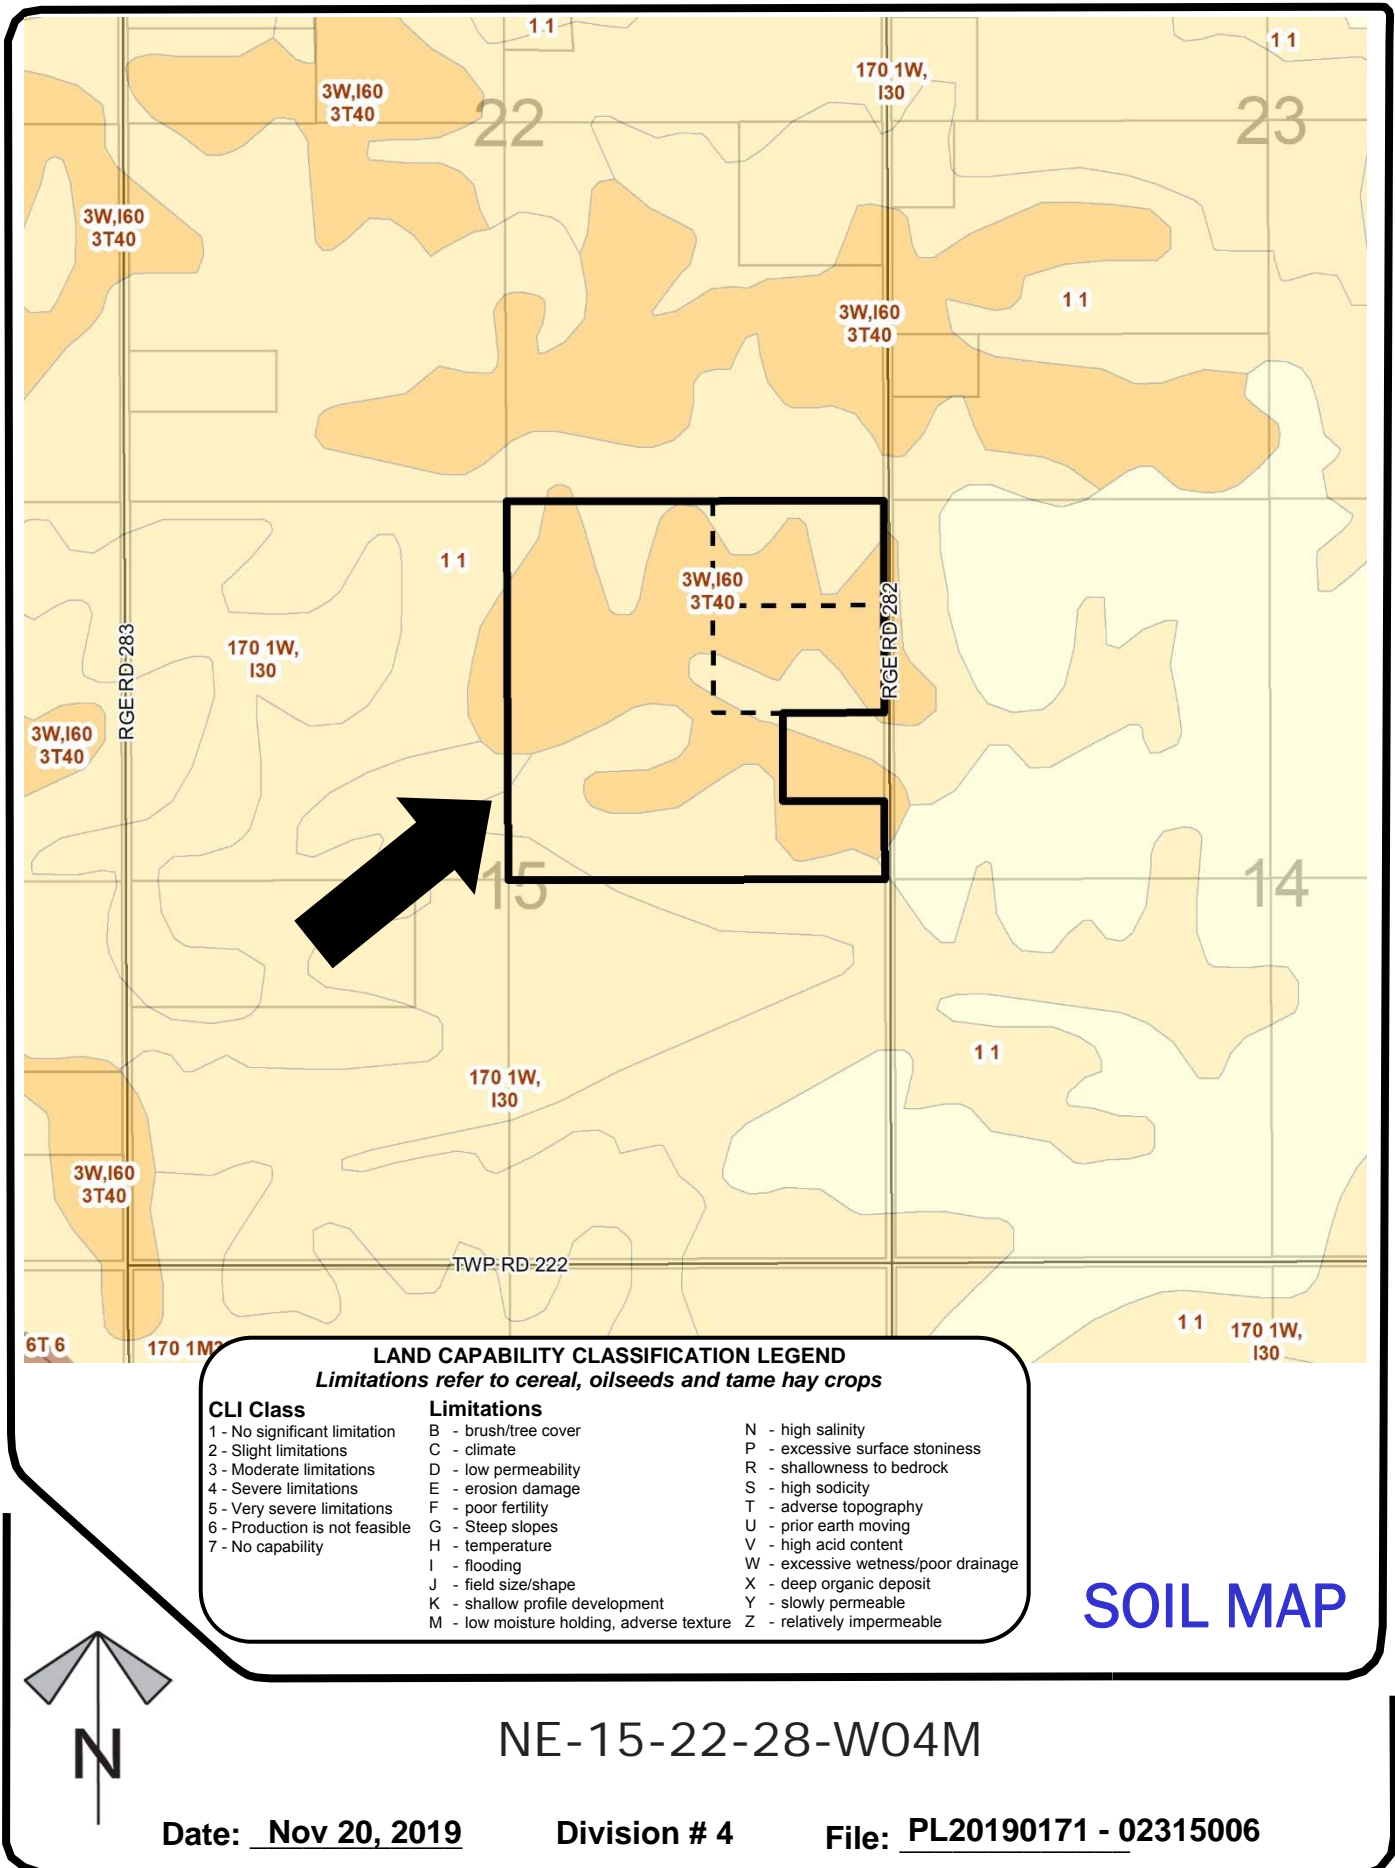 1 1
1 1
170 1W,
I30
3W,I60
3T40
22
23
3W,I60
3T40
1 1
3W,I60
3T40
1 1
3W,I60
3T40
RGE RD 282
RGE RD 283
170 1W,
I30
3W,I60
3T40
15
14
1 1
170 1W,
I30
3W,I60
3T40
TWP RD 222
1 1
170 1W,
I30
6T 6
170 1M
LAND CAPABILITY CLASSIFICATION LEGEND
Limitations refer to cereal, oilseeds and tame hay crops
CLI Class
1 - No significant limitation
2 - Slight limitations
3 - Moderate limitations
4 - Severe limitations
5 - Very severe limitations
6 - Production is not feasible
7 - No capability
Limitations
B - brush/tree cover
C - climate
D - low permeability
E - erosion damage
F - poor fertility
G - Steep slopes
H - temperature
I - flooding
J - field size/shape
K - shallow profile development
M - low moisture holding, adverse texture
N - high salinity
P - excessive surface stoniness
R - shallowness to bedrock
S - high sodicity
T - adverse topography
U - prior earth moving
V - high acid content
W - excessive wetness/poor drainage
X - deep organic deposit
Y - slowly permeable
Z - relatively impermeable
SOIL MAP
N
NE-15-22-28-W04M
Date: Nov 20, 2019 Division # 4 File: PL20190171 - 02315006